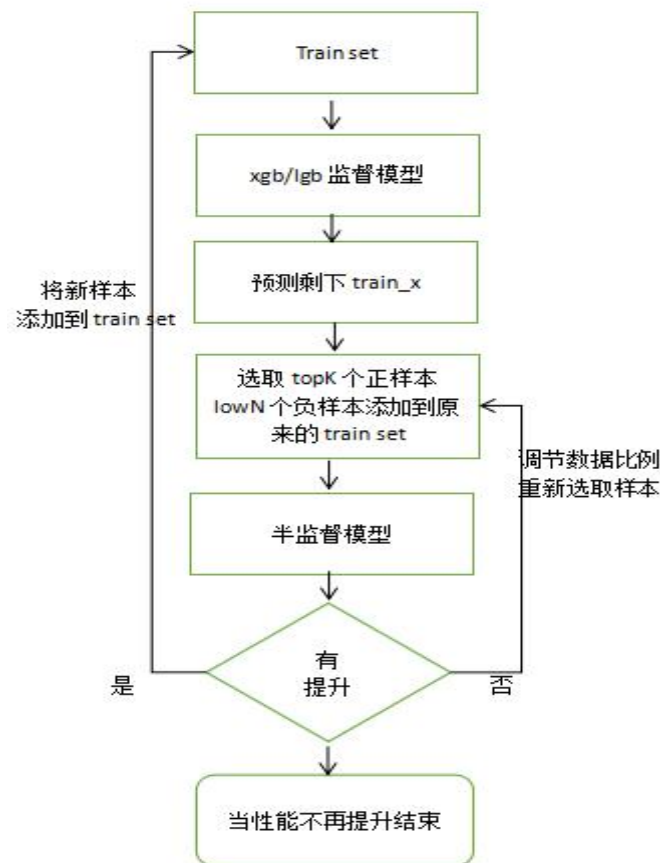 Train set
xgb/lgb 监督模型
预测剩下 train_x
将新样本
添加到 train set
选取 topK 个正样本
lowN 个负样本添加到原
来的 train set
调节数据比例
重新选取样本
半监督模型
有
提升
是
否
当性能不再提升结束